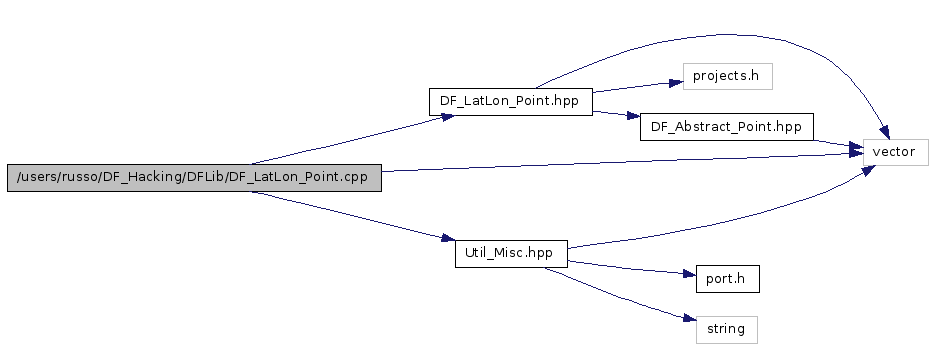 projects.h
DF_LatLon_Point.hpp
DF_Abstract_Point.hpp
vector
/users/russo/DF_Hacking/DFLib/DF_LatLon_Point.cpp
Util_Misc.hpp
port.h
string